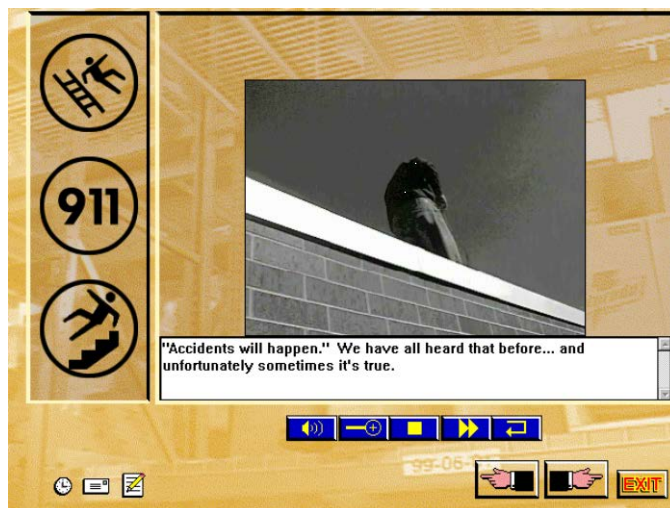 911
"Accidents will happen." We have all heard that before... and
unfortunately sometimes it's true.
EXIT